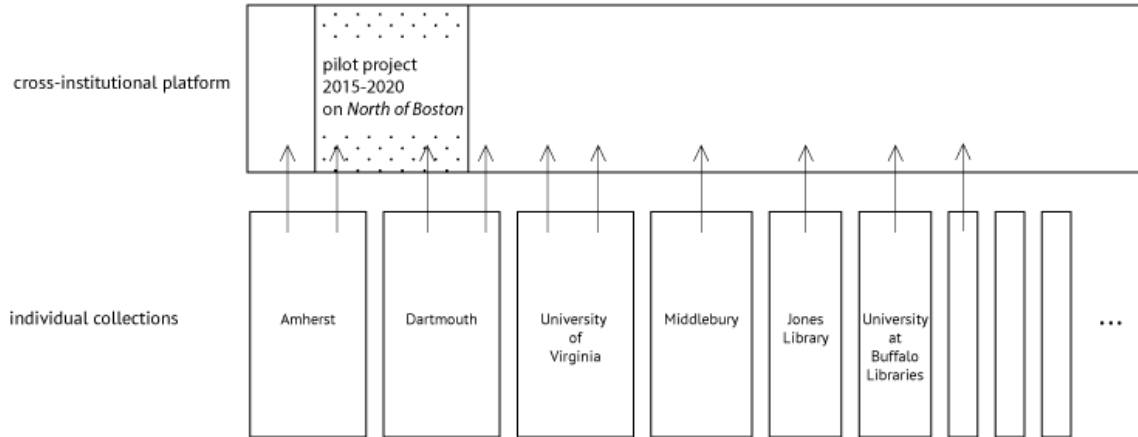 cross-institutional platform
pilot project
2015-2020
on North of Boston
individual collections
Amherst
Dartmouth
University
of
Virginia
Middlebury
Jones
Library
University
at
Buffalo
Libraries
...